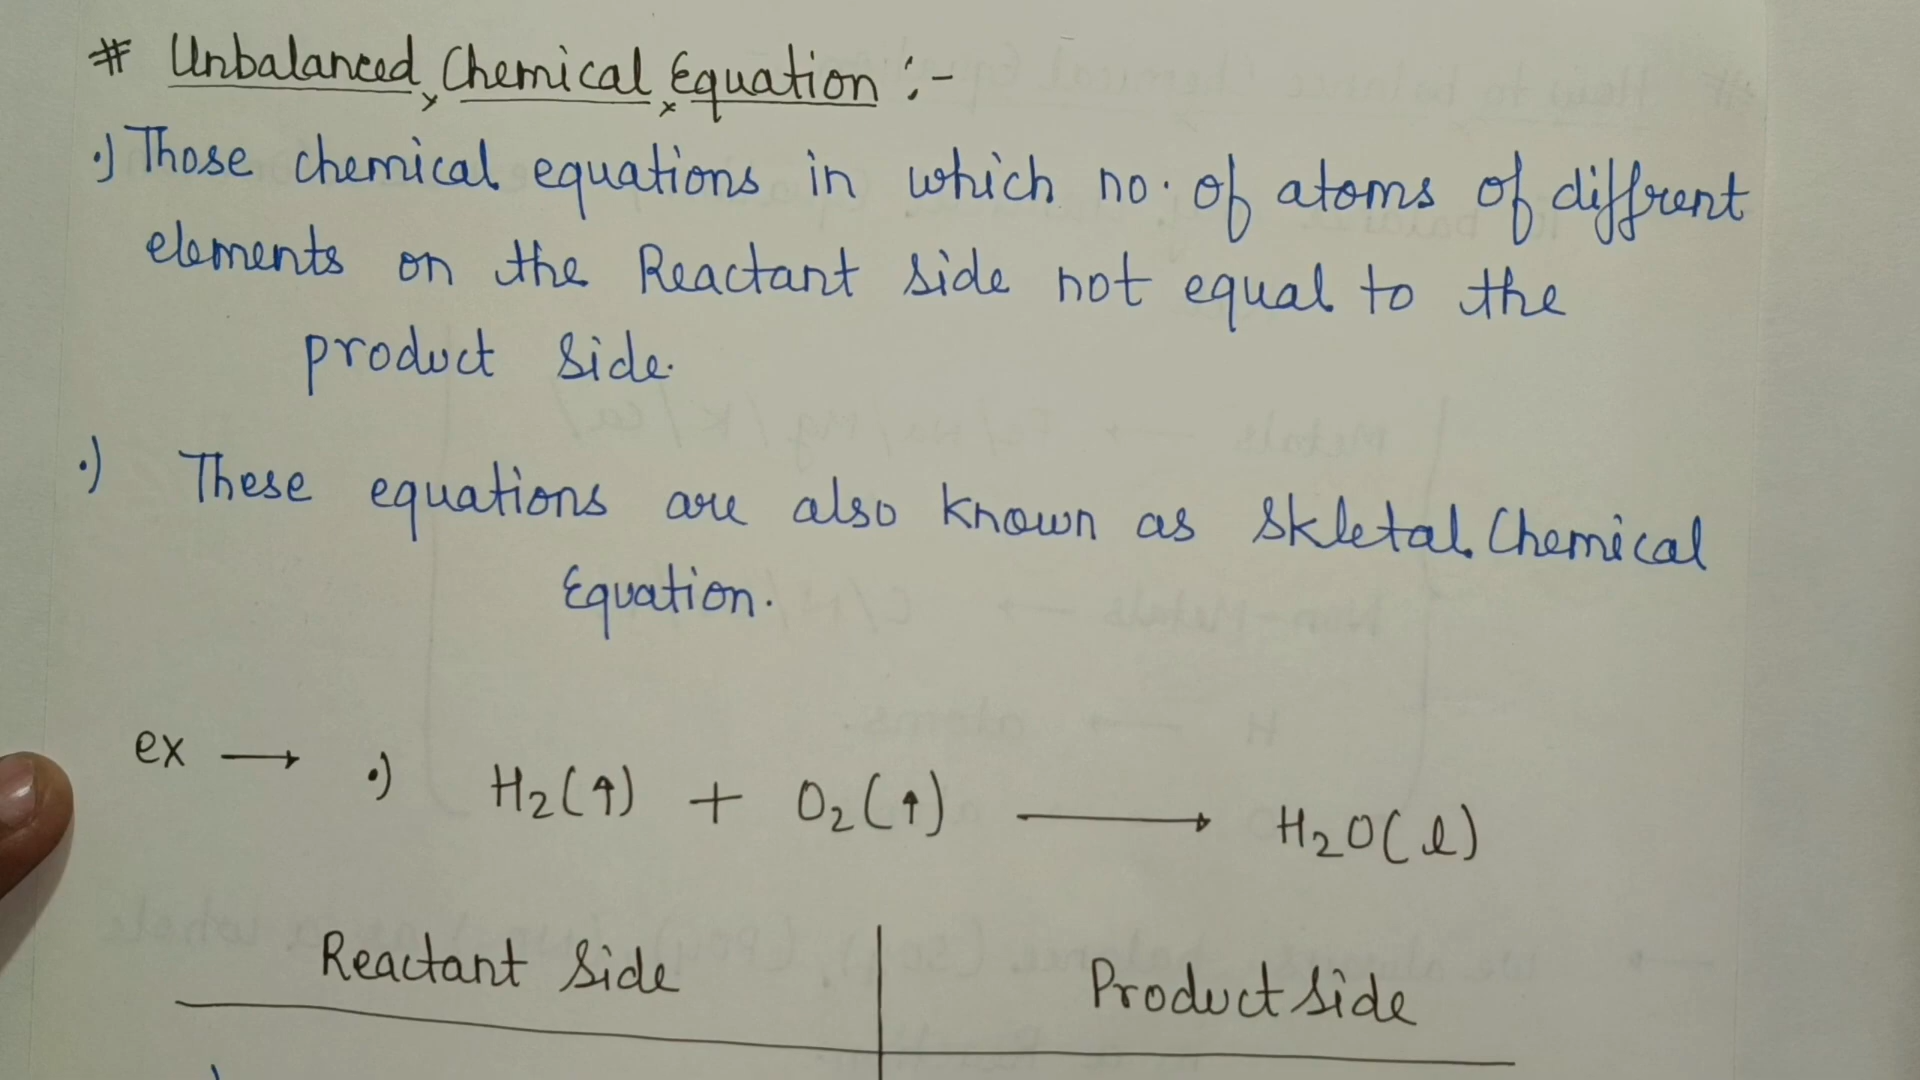 # Unbalanced Chemical Equation :-
•) Those chemical equations in which no. of atoms of diffrent
elements on the Reactant side not equal to the
product side.
•) These equations are also known as Skletal Chemical
Equation.
ex → •) H₂(↑) + O₂(↑) → H₂O(l)
Reactant side | Product side